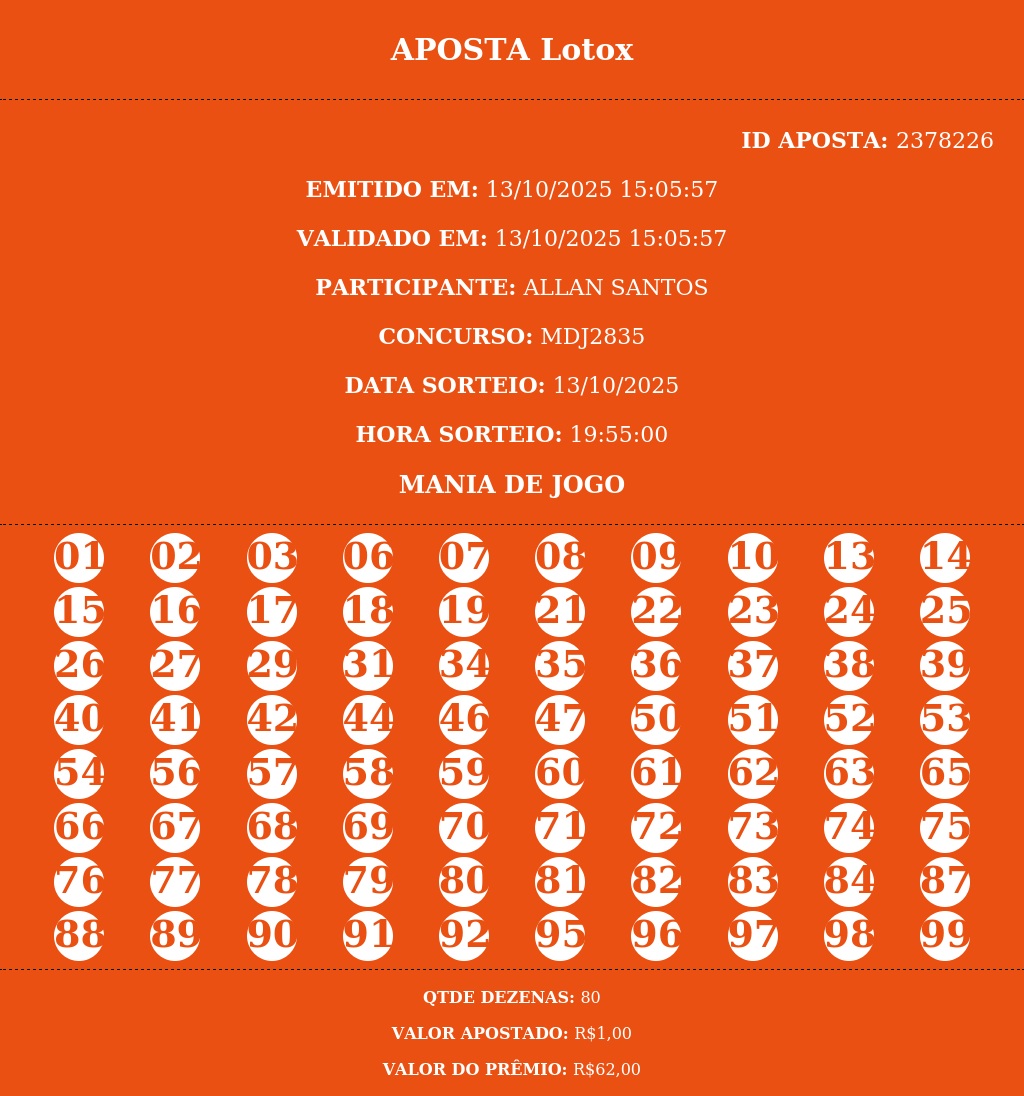 APOSTA Lotox
ID APOSTA: 2378226
EMITIDO EM: 13/10/2025 15:05:57
VALIDADO EM: 13/10/2025 15:05:57
PARTICIPANTE: ALLAN SANTOS
CONCURSO: MDJ2835
DATA SORTEIO: 13/10/2025
HORA SORTEIO: 19:55:00
MANIA DE JOGO
01 02 03 06 07 08 09 10 13 14
15 16 17 18 19 21 22 23 24 25
26 27 29 31 34 35 36 37 38 39
40 41 42 44 46 47 50 51 52 53
54 56 57 58 59 60 61 62 63 65
66 67 68 69 70 71 72 73 74 75
76 77 78 79 80 81 82 83 84 87
88 89 90 91 92 95 96 97 98 99
QTDE DEZENAS: 80
VALOR APOSTADO: R$1,00
VALOR DO PRÊMIO: R$62,00